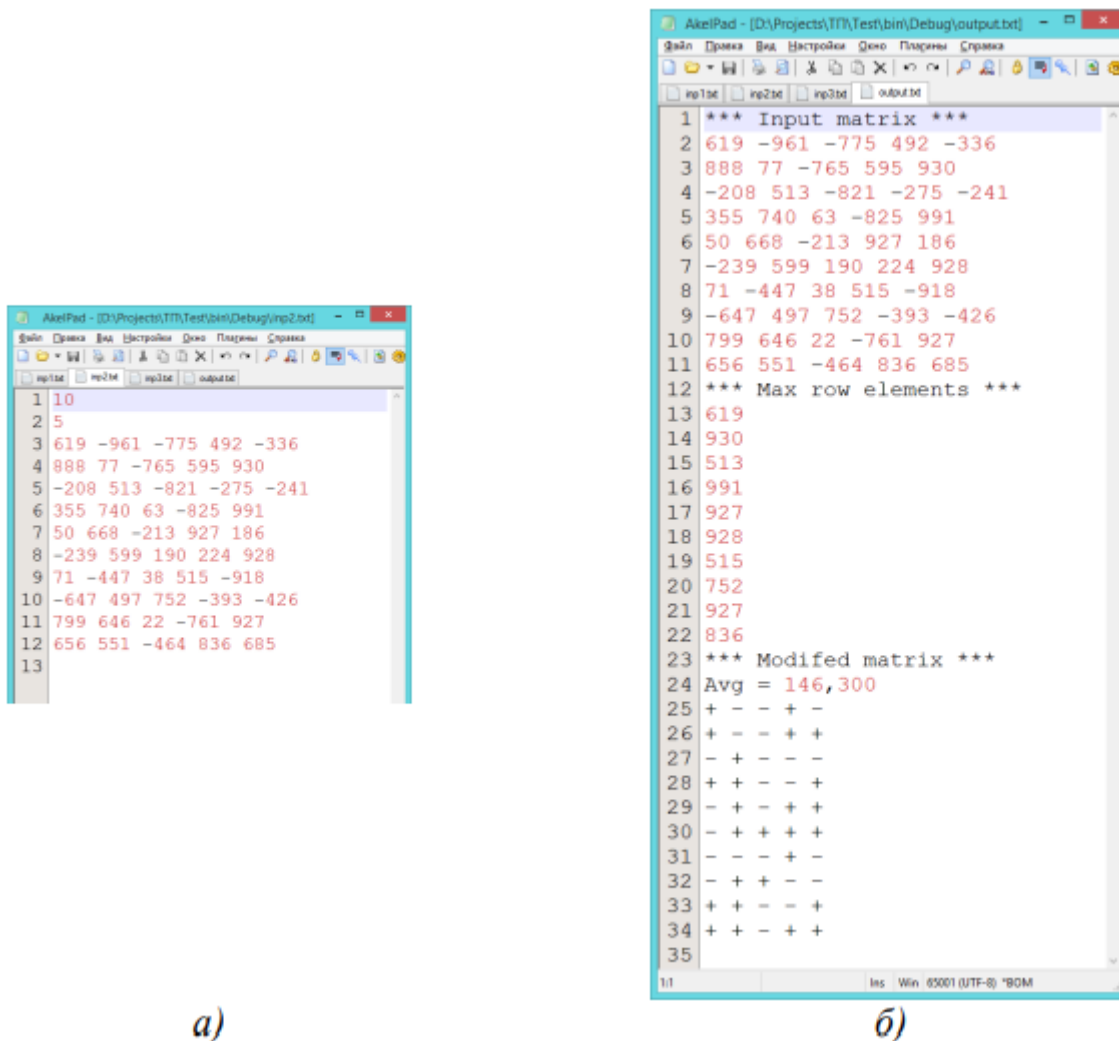 AkelPad - [D:\Projects\ТП\Test\bin\Debug\inp2.txt]
Файл Правка Вид Настройки Окно Плагины Справка
inp1.txt inp2.txt inp3.txt output.txt
1 10
2 5
3 619 -961 -775 492 -336
4 888 77 -765 595 930
5 -208 513 -821 -275 -241
6 355 740 63 -825 991
7 50 668 -213 927 186
8 -239 599 190 224 928
9 71 -447 38 515 -918
10 -647 497 752 -393 -426
11 799 646 22 -761 927
12 656 551 -464 836 685
13
а)
AkelPad - [D:\Projects\ТП\Test\bin\Debug\output.txt]
Файл Правка Вид Настройки Окно Плагины Справка
inp1.txt inp2.txt inp3.txt output.txt
1 *** Input matrix ***
2 619 -961 -775 492 -336
3 888 77 -765 595 930
4 -208 513 -821 -275 -241
5 355 740 63 -825 991
6 50 668 -213 927 186
7 -239 599 190 224 928
8 71 -447 38 515 -918
9 -647 497 752 -393 -426
10 799 646 22 -761 927
11 656 551 -464 836 685
12 *** Max row elements ***
13 619
14 930
15 513
16 991
17 927
18 928
19 515
20 752
21 927
22 836
23 *** Modifed matrix ***
24 Avg = 146,300
25 + - - + -
26 + - - + +
27 - + - - -
28 + + - - +
29 - + - + +
30 - + + + +
31 - - - + -
32 - + + - -
33 + + - - +
34 + + - + +
35
1:1 Ins Win 65001 (UTF-8) *BOM
б)